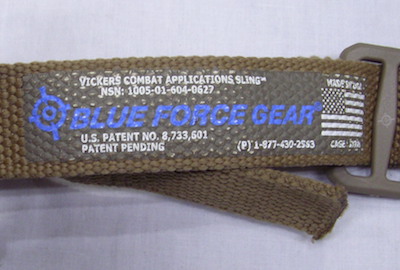 VICKERS COMBAT APPLICATIONS SLING™
NSN: 1005-01-604-0627
BLUE FORCE GEAR®
U.S. PATENT NO. 8,733,601
PATENT PENDING
(P) 1-877-430-2583
CAGE: